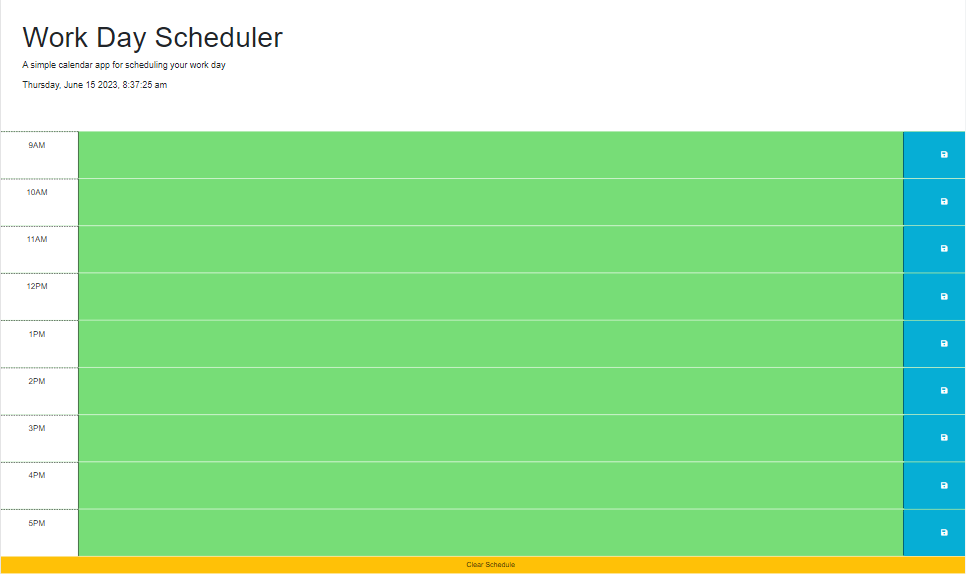 Work Day Scheduler
A simple calendar app for scheduling your work day
Thursday, June 15 2023, 8:37:25 am
9AM
10AM
11AM
12PM
1PM
2PM
3PM
4PM
5PM
Clear Schedule